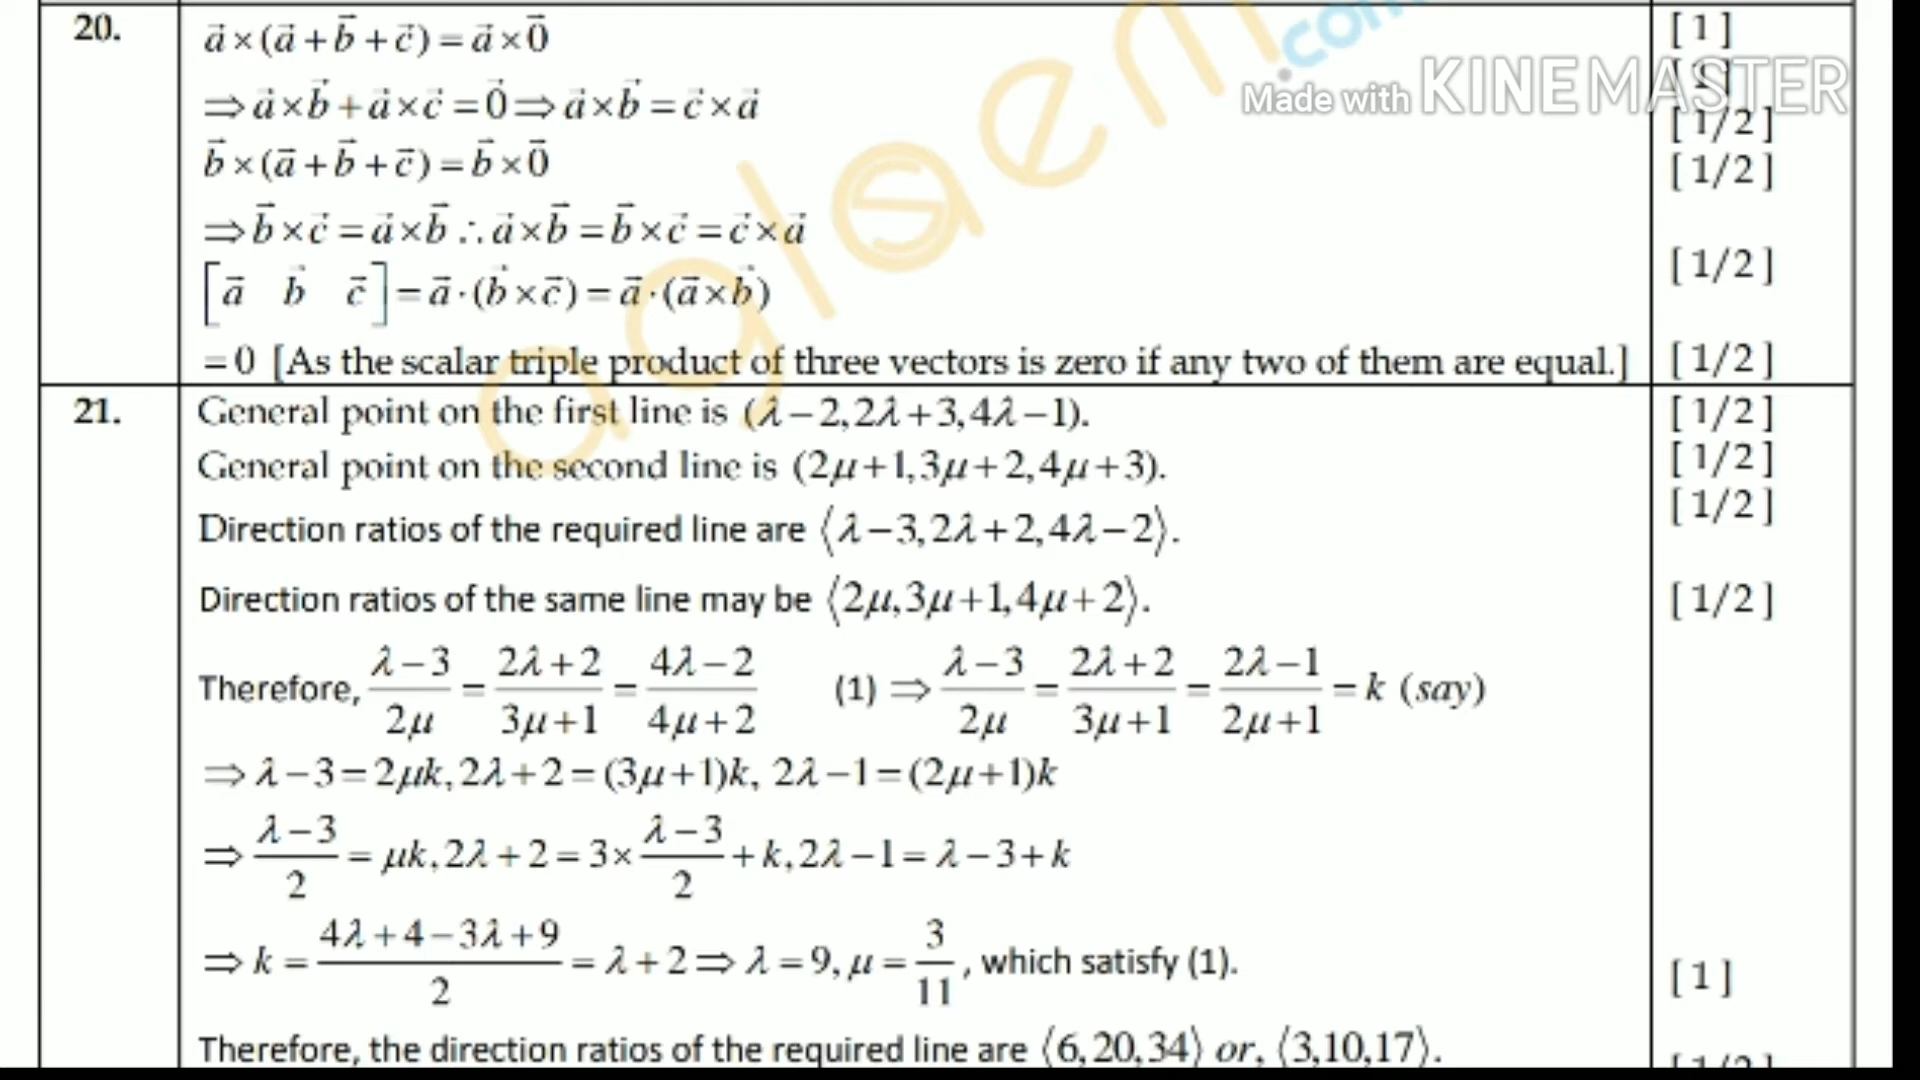 20. a⃗×(a⃗+b⃗+c⃗)=a⃗×0⃗ [1]
⇒a⃗×b⃗+a⃗×c⃗=0⃗⇒a⃗×b⃗=c⃗×a⃗
Made with KINEMASTER
[1/2]
b⃗×(a⃗+b⃗+c⃗)=b⃗×0⃗ [1/2]
⇒b⃗×c⃗=a⃗×b⃗ ∴a⃗×b⃗=b⃗×c⃗=c⃗×a⃗
[a⃗ b⃗ c⃗]=a⃗·(b⃗×c⃗)=a⃗·(a⃗×b⃗) [1/2]
=0 [As the scalar triple product of three vectors is zero if any two of them are equal.] [1/2]
21. General point on the first line is (λ−2,2λ+3,4λ−1). [1/2]
General point on the second line is (2μ+1,3μ+2,4μ+3). [1/2]
[1/2]
Direction ratios of the required line are ⟨λ−3,2λ+2,4λ−2⟩.
Direction ratios of the same line may be ⟨2μ,3μ+1,4μ+2⟩. [1/2]
Therefore, (λ−3)/(2μ) = (2λ+2)/(3μ+1) = (4λ−2)/(4μ+2) (1) ⇒ (λ−3)/(2μ) = (2λ+2)/(3μ+1) = (2λ−1)/(2μ+1) = k (say)
⇒λ−3=2μk,2λ+2=(3μ+1)k, 2λ−1=(2μ+1)k
⇒ (λ−3)/2 = μk,2λ+2=3×(λ−3)/2+k,2λ−1=λ−3+k
⇒k = (4λ+4−3λ+9)/2 = λ+2⇒λ=9,μ=3/11, which satisfy (1). [1]
Therefore, the direction ratios of the required line are ⟨6,20,34⟩ or, ⟨3,10,17⟩. [1/2]
aglasem
.com